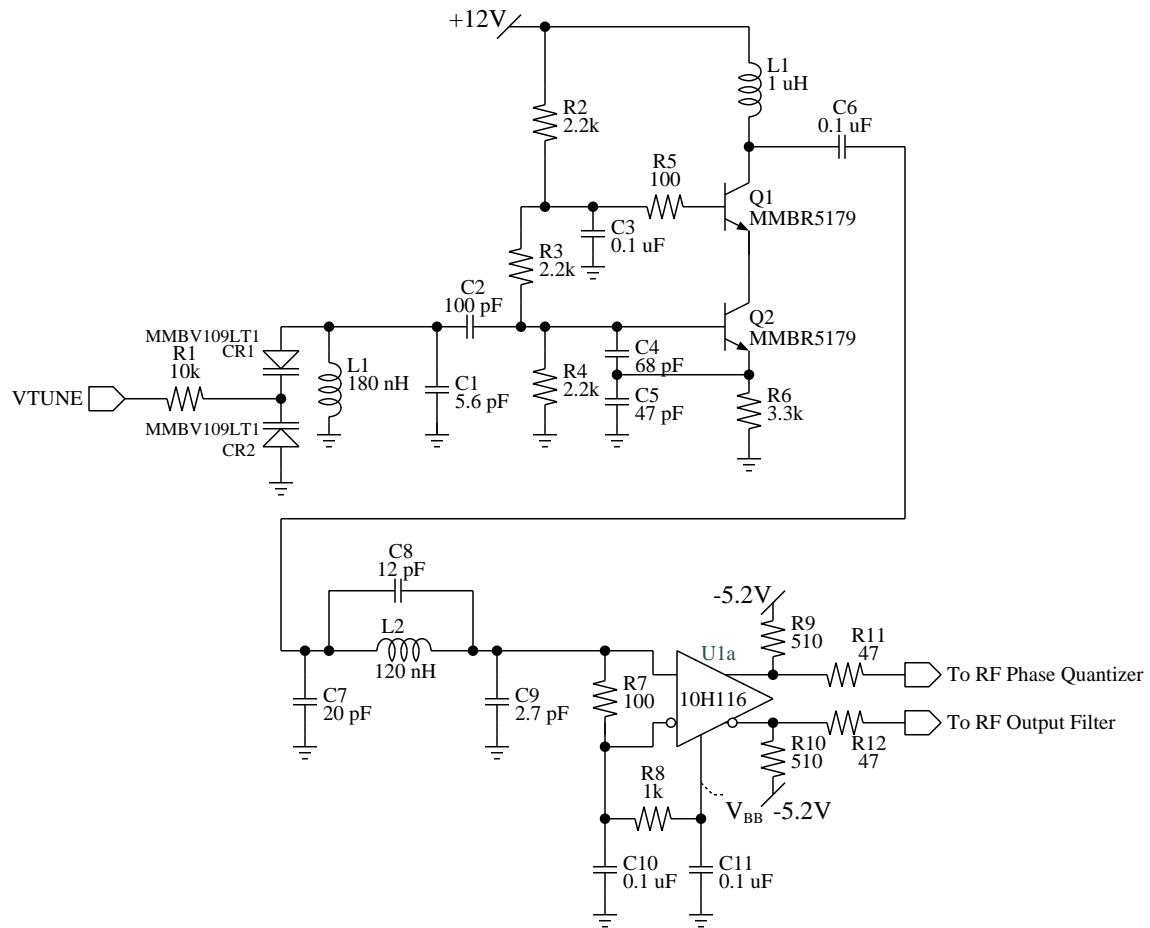 +12V
L1
1 uH
R2
2.2k
C6
0.1 uF
R5
100
Q1
MMBR5179
C3
0.1 uF
R3
2.2k
C2
100 pF
Q2
MMBR5179
MMBV109LT1
CR1
R1
10k
L1
180 nH
C1
5.6 pF
R4
2.2k
C4
68 pF
C5
47 pF
R6
3.3k
VTUNE
MMBV109LT1
CR2
C8
12 pF
L2
120 nH
C7
20 pF
C9
2.7 pF
R7
100
U1a
10H116
-5.2V
R9
510
R11
47
To RF Phase Quantizer
To RF Output Filter
R10
510
R12
47
R8
1k
VBB
-5.2V
C10
0.1 uF
C11
0.1 uF